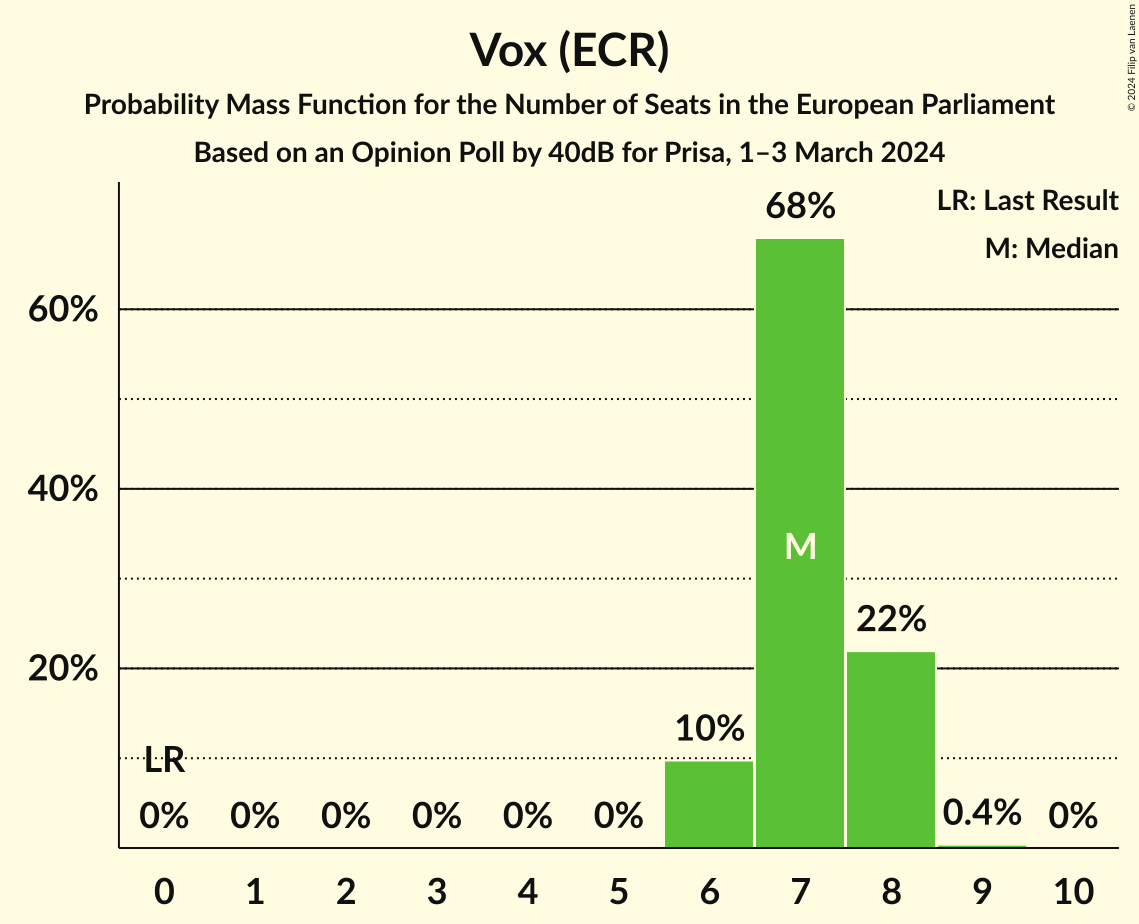 Vox (ECR)
Probability Mass Function for the Number of Seats in the European Parliament
Based on an Opinion Poll by 40dB for Prisa, 1–3 March 2024
© 2024 Filip van Laenen
LR: Last Result
M: Median
68%
60%
40%
M
22%
20%
10%
LR
0% 0% 0% 0% 0% 0% 0.4% 0%
0 1 2 3 4 5 6 7 8 9 10